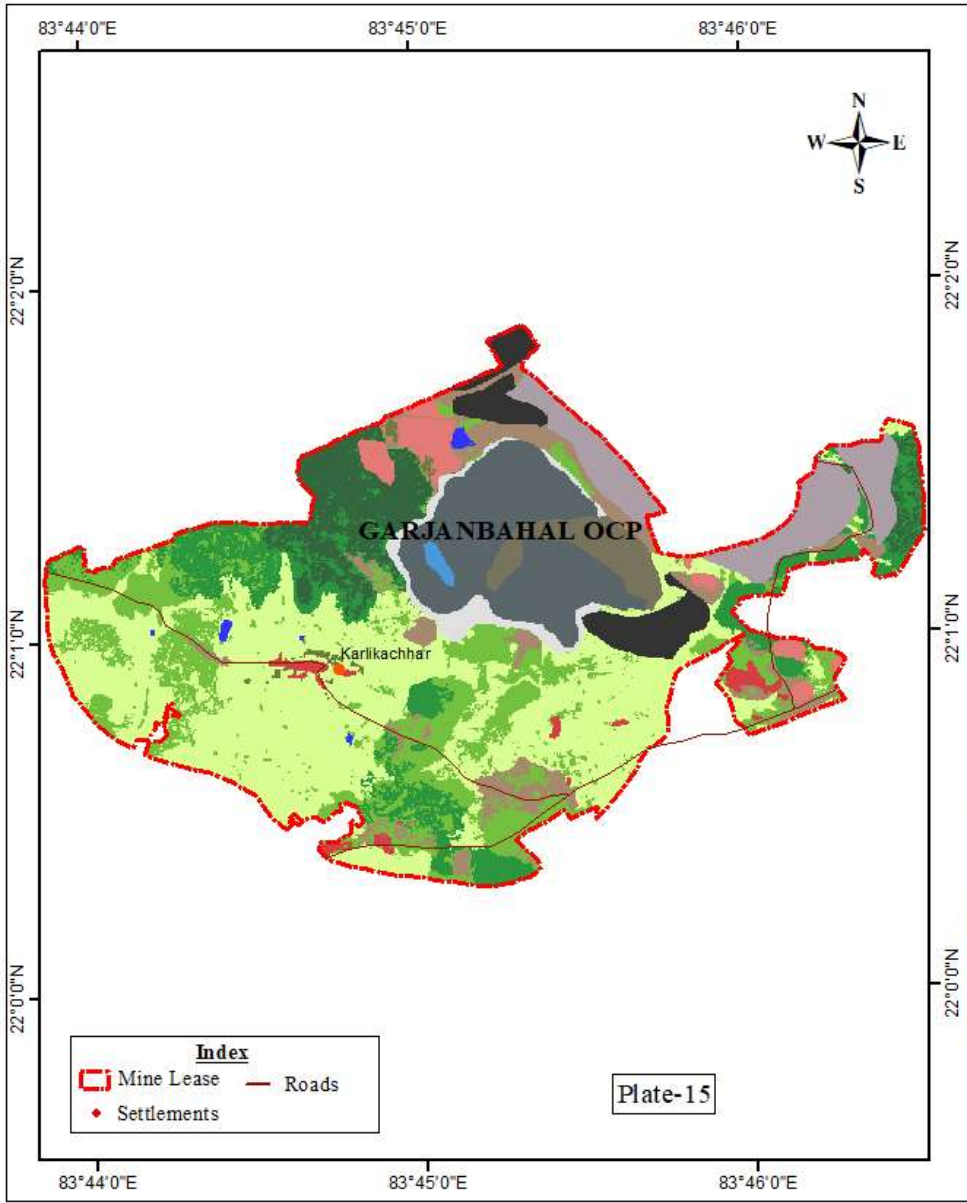 83°44'0"E 83°45'0"E 83°46'0"E
N
W E
S
22°2'0"N 22°2'0"N
GARJANBAHAL OCP
22°1'0"N 22°1'0"N
Karlikachhar
22°0'0"N 22°0'0"N
Index
Mine Lease Roads
Settlements
Plate-15
83°44'0"E 83°45'0"E 83°46'0"E